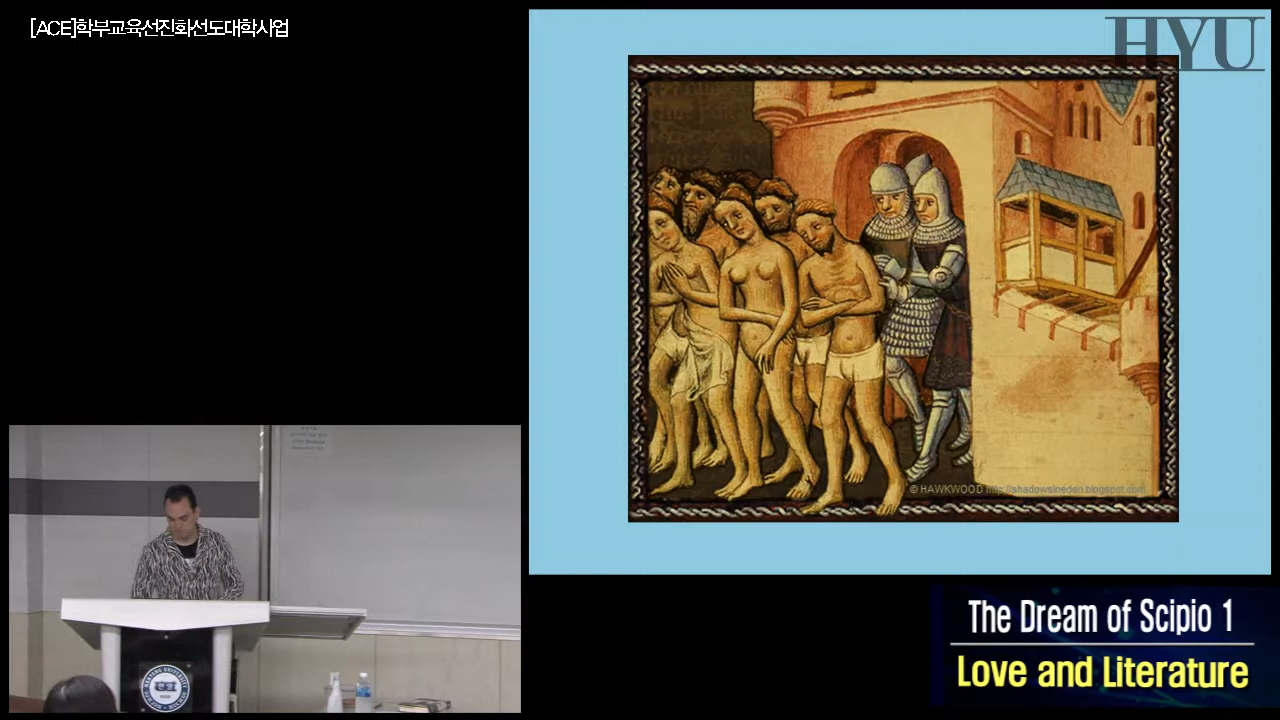 [ACE]학부교육선진화선도대학사업
HYU
© HAWKWOOD http://shadowsineden.blogspot.com
The Dream of Scipio 1
Love and Literature